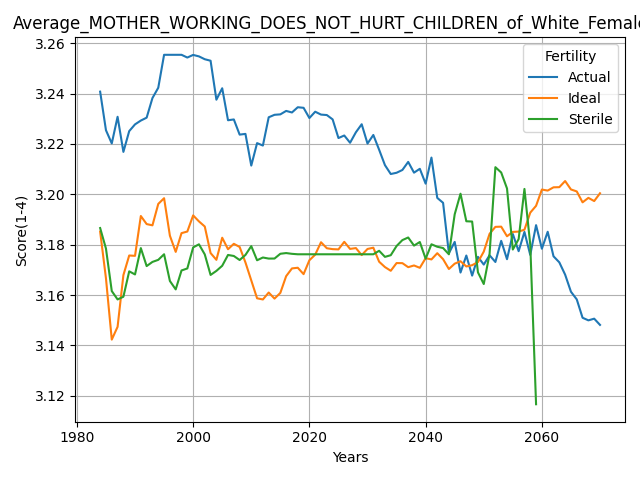 Average_MOTHER_WORKING_DOES_NOT_HURT_CHILDREN_of_White_Female
3.26
3.24
3.22
3.20
3.18
3.16
3.14
3.12
Score(1-4)
Fertility
Actual
Ideal
Sterile
1980
2000
2020
2040
2060
Years